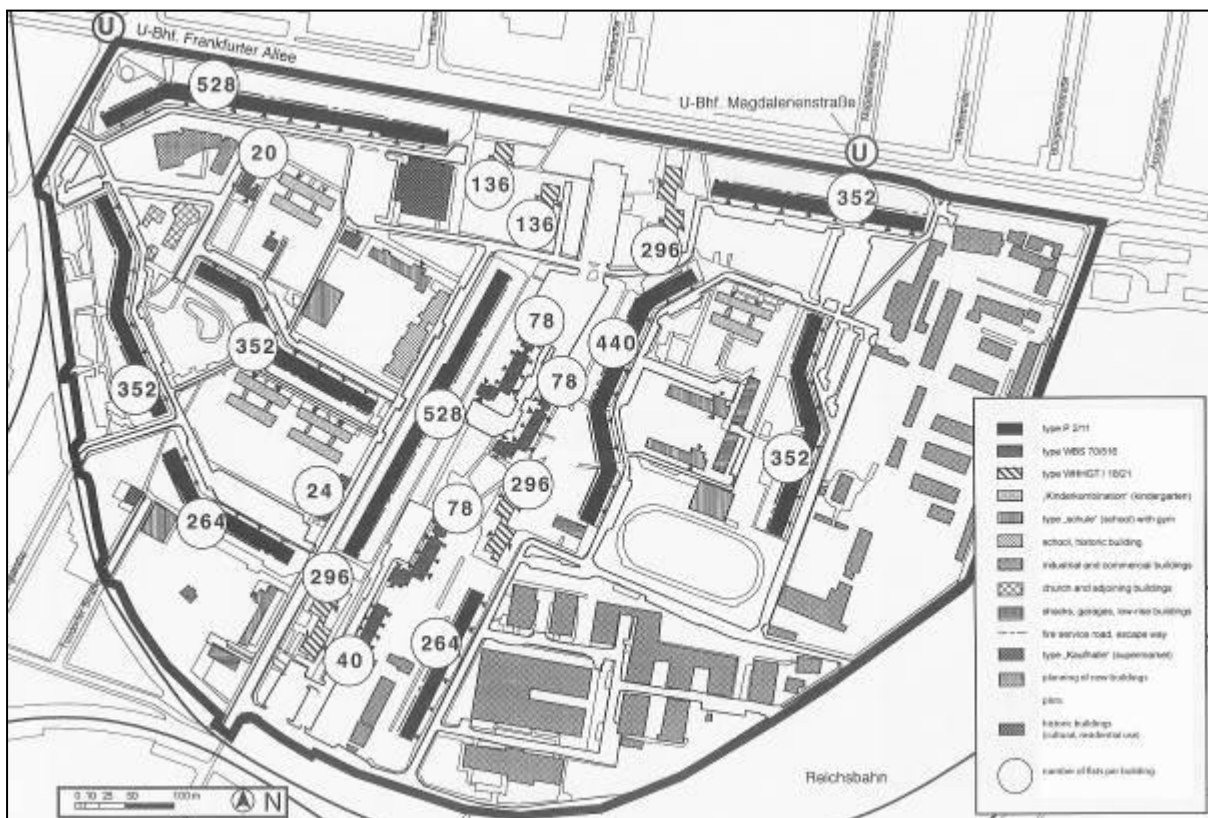 U
U-Bhf. Frankfurter Allee
U-Bhf. Magdalenenstraße
U
528
20
136
136
352
296
78
440
352
78
352
528
352
24
296
78
264
296
40
264
type P 2/11
type WHHGT
„Kinderkombination“ (kindergarten)
type „schule“ (school) with gym
school, historic building
industrial and commercial buildings
church and adjoining buildings
sheds, garages, low-rise buildings
fire service road, escape way
type „Kaufhalle“ (supermarket)
planning of new buildings
historic buildings
(cultural, residential use)
number of flats per building
Reichsbahn
0 10 25 50 100 m
N